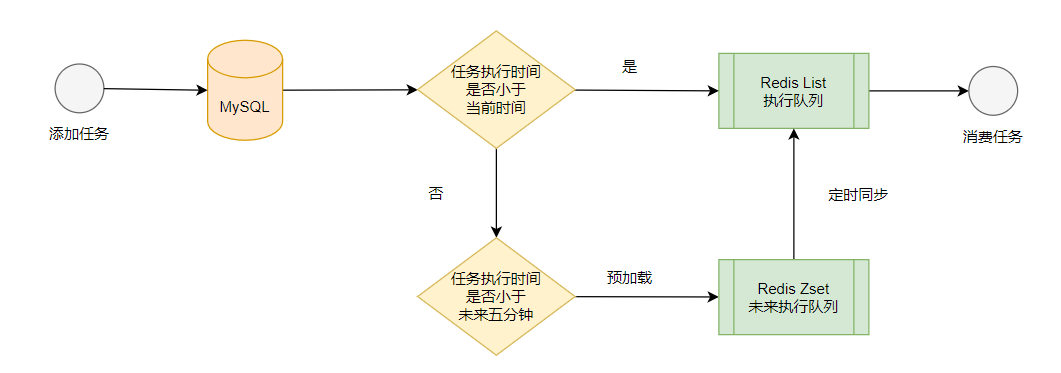 添加任务
MySQL
任务执行时间
是否小于
当前时间
是
Redis List
执行队列
消费任务
否
定时同步
任务执行时间
是否小于
未来五分钟
预加载
Redis Zset
未来执行队列